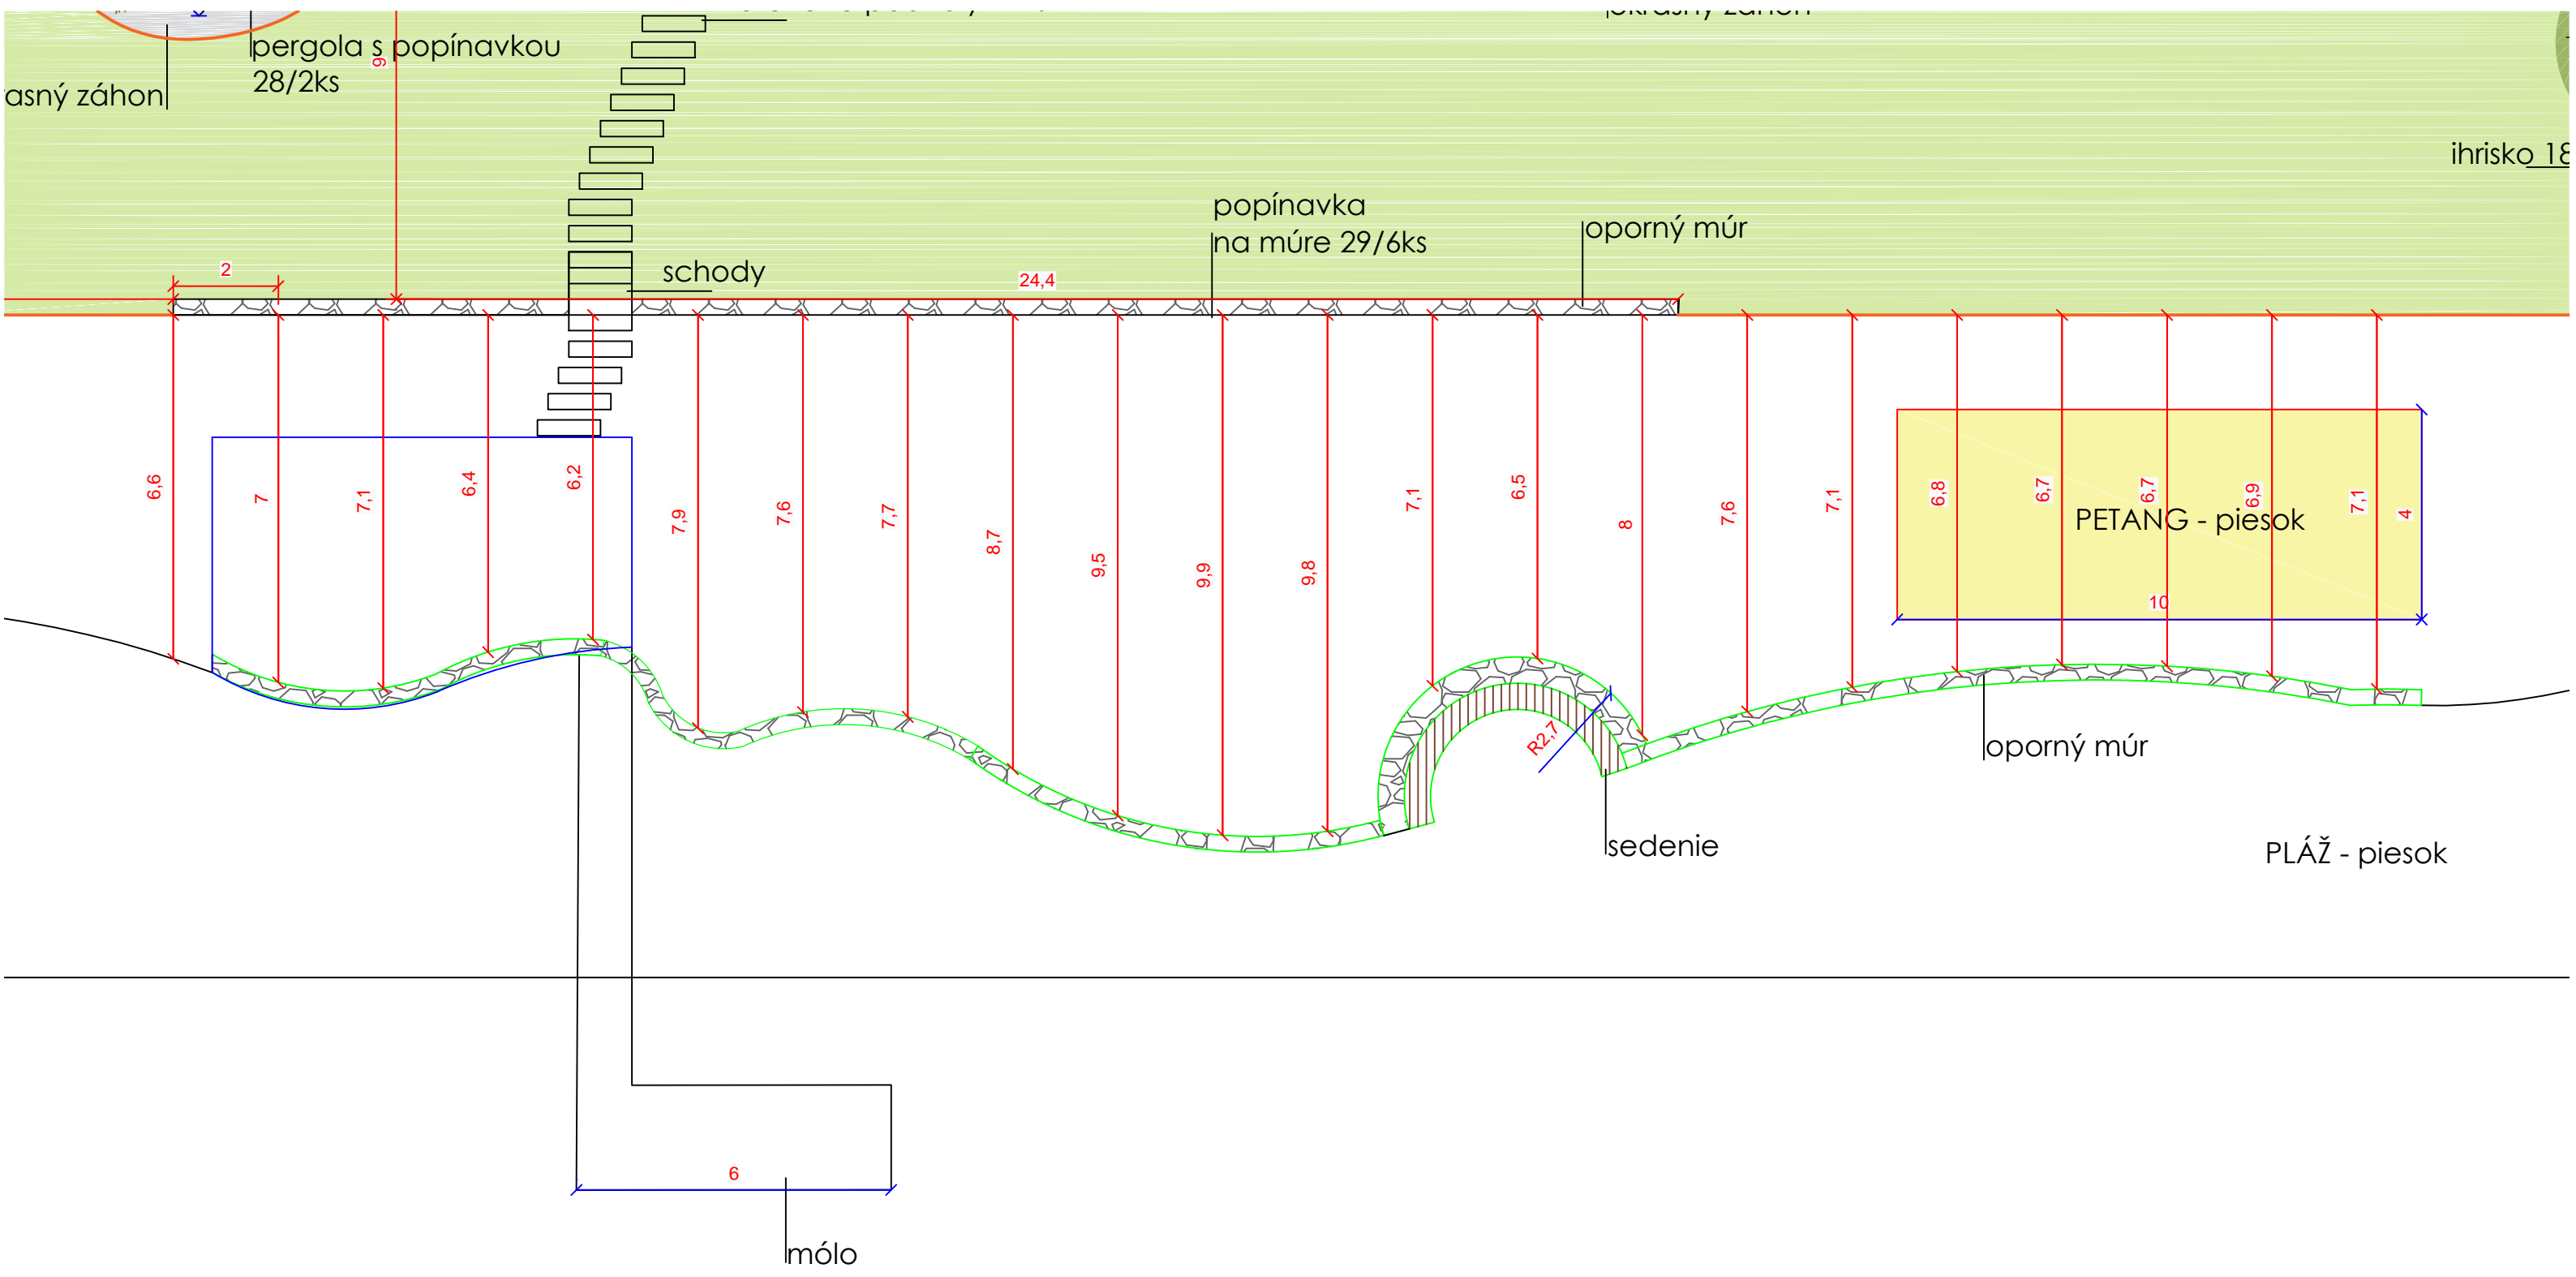 pergola s popínavkou
28/2ks
asný záhon
9
ihrisko 18
popínavka
na múre 29/6ks
oporný múr
schody
2
24,4
6,6
7
7,1
6,4
6,2
7,9
7,6
7,7
8,7
9,5
9,9
9,8
7,1
6,5
8
7,6
7,1
6,8
6,7
6,7
6,9
7,1
4
PETANG - piesok
10
R2,7
oporný múr
sedenie
PLÁŽ - piesok
6
mólo